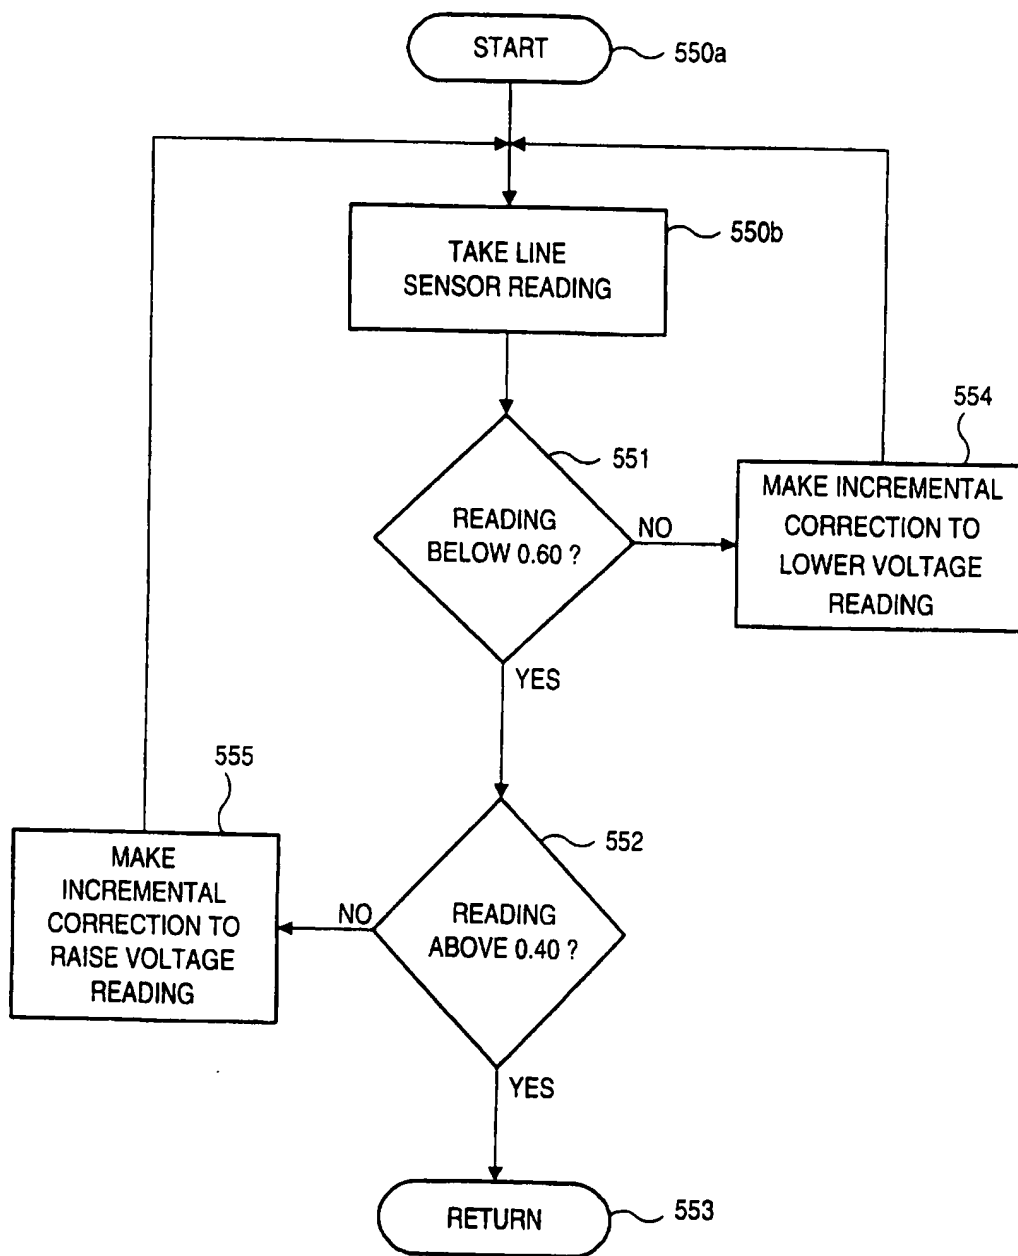 START
550a
TAKE LINE
SENSOR READING
550b
READING
BELOW 0.60 ?
551
NO
YES
554
MAKE INCREMENTAL
CORRECTION TO
LOWER VOLTAGE
READING
555
MAKE
INCREMENTAL
CORRECTION TO
RAISE VOLTAGE
READING
NO
READING
ABOVE 0.40 ?
552
YES
RETURN
553